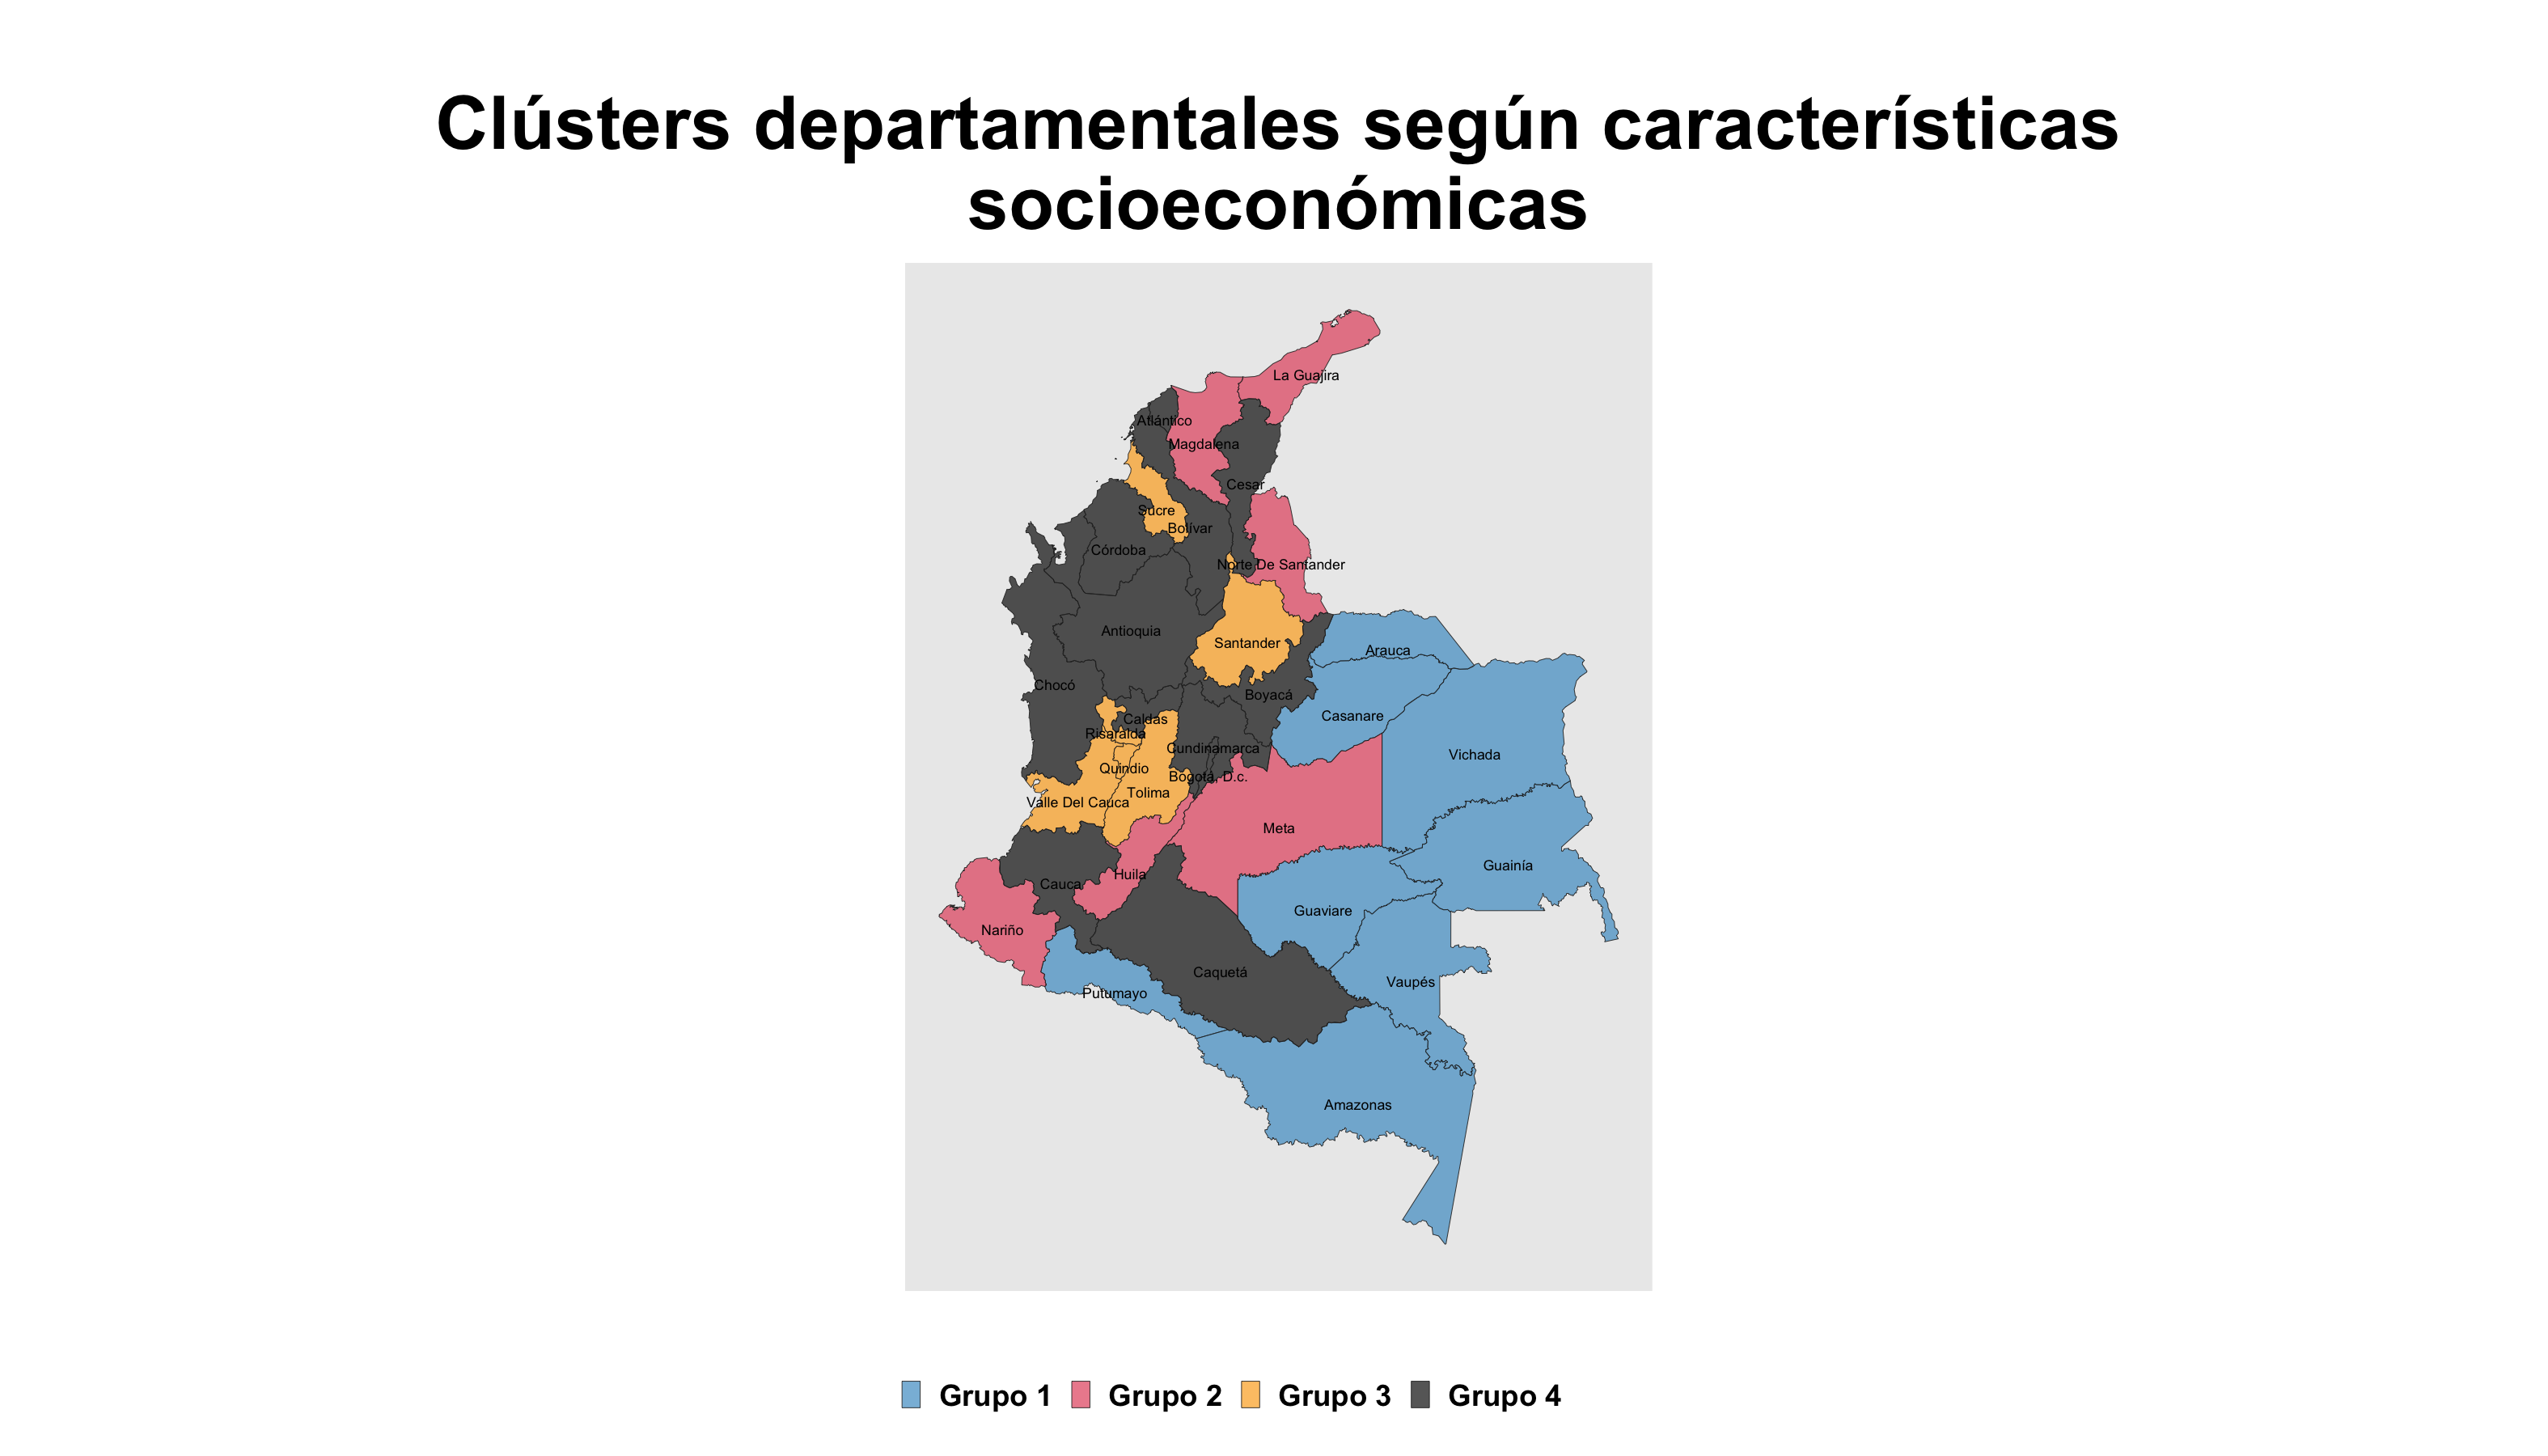 Clústers departamentales según características
socioeconómicas
La Guajira
Atlántico
Magdalena
Cesar
Sucre
Bolívar
Córdoba
Norte De Santander
Antioquia
Santander
Arauca
Chocó
Boyacá
Casanare
Caldas
Risaralda
Cundinamarca
Vichada
Quindio
Bogotá, D.c.
Tolima
Valle Del Cauca
Meta
Guainía
Huila
Cauca
Guaviare
Nariño
Caquetá
Vaupés
Putumayo
Amazonas
Grupo 1 Grupo 2 Grupo 3 Grupo 4